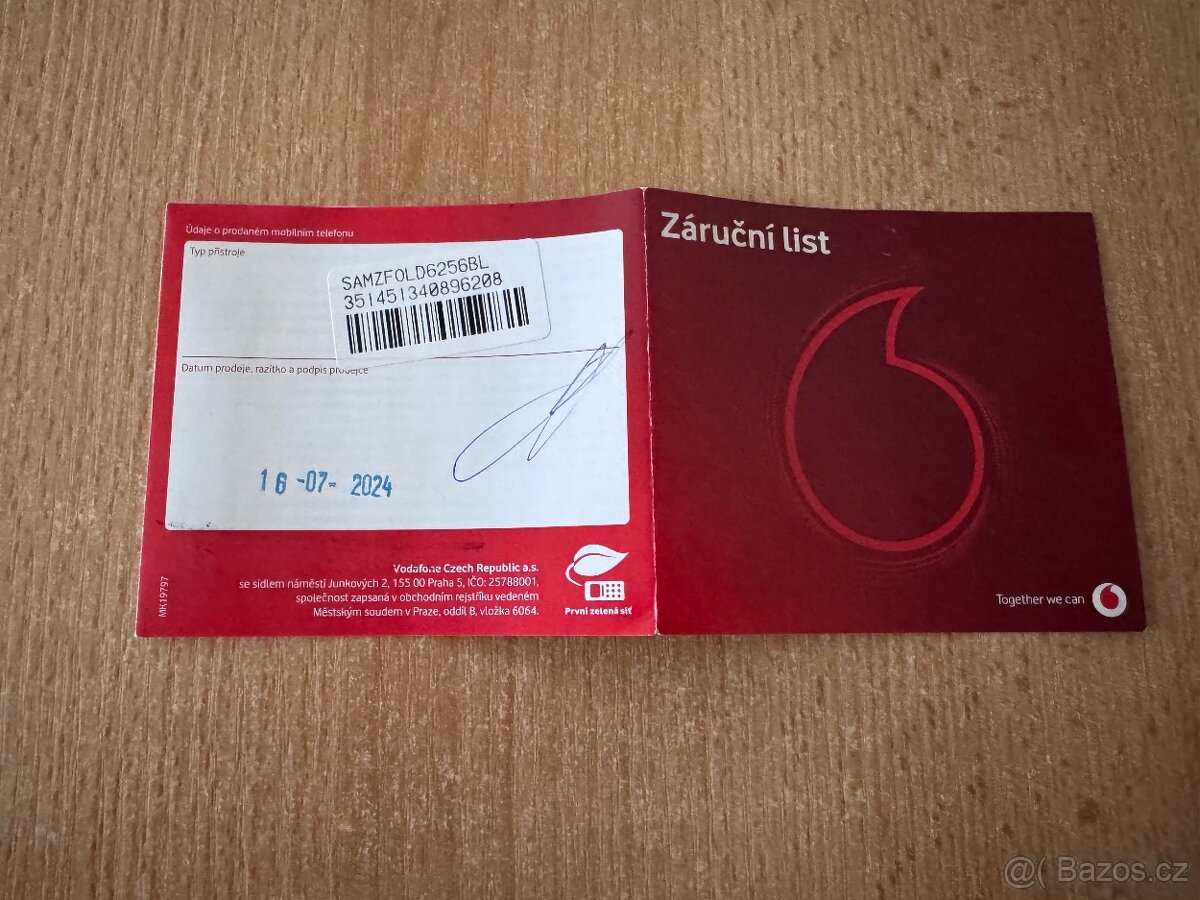 Údaje o prodaném mobilním telefonu
Typ přístroje
SAMZFOLD6256BL
351451340896208
Datum prodeje, razítko a podpis prodejce
16 -07- 2024
Vodafone Czech Republic a.s.
se sídlem náměstí Junkových 2, 155 00 Praha 5, IČO: 25788001,
společnost zapsaná v obchodním rejstříku vedeném
Městským soudem v Praze, oddíl B, vložka 6064.
První zelená síť
MK19797
Záruční list
Together we can
@( Bazos.cz